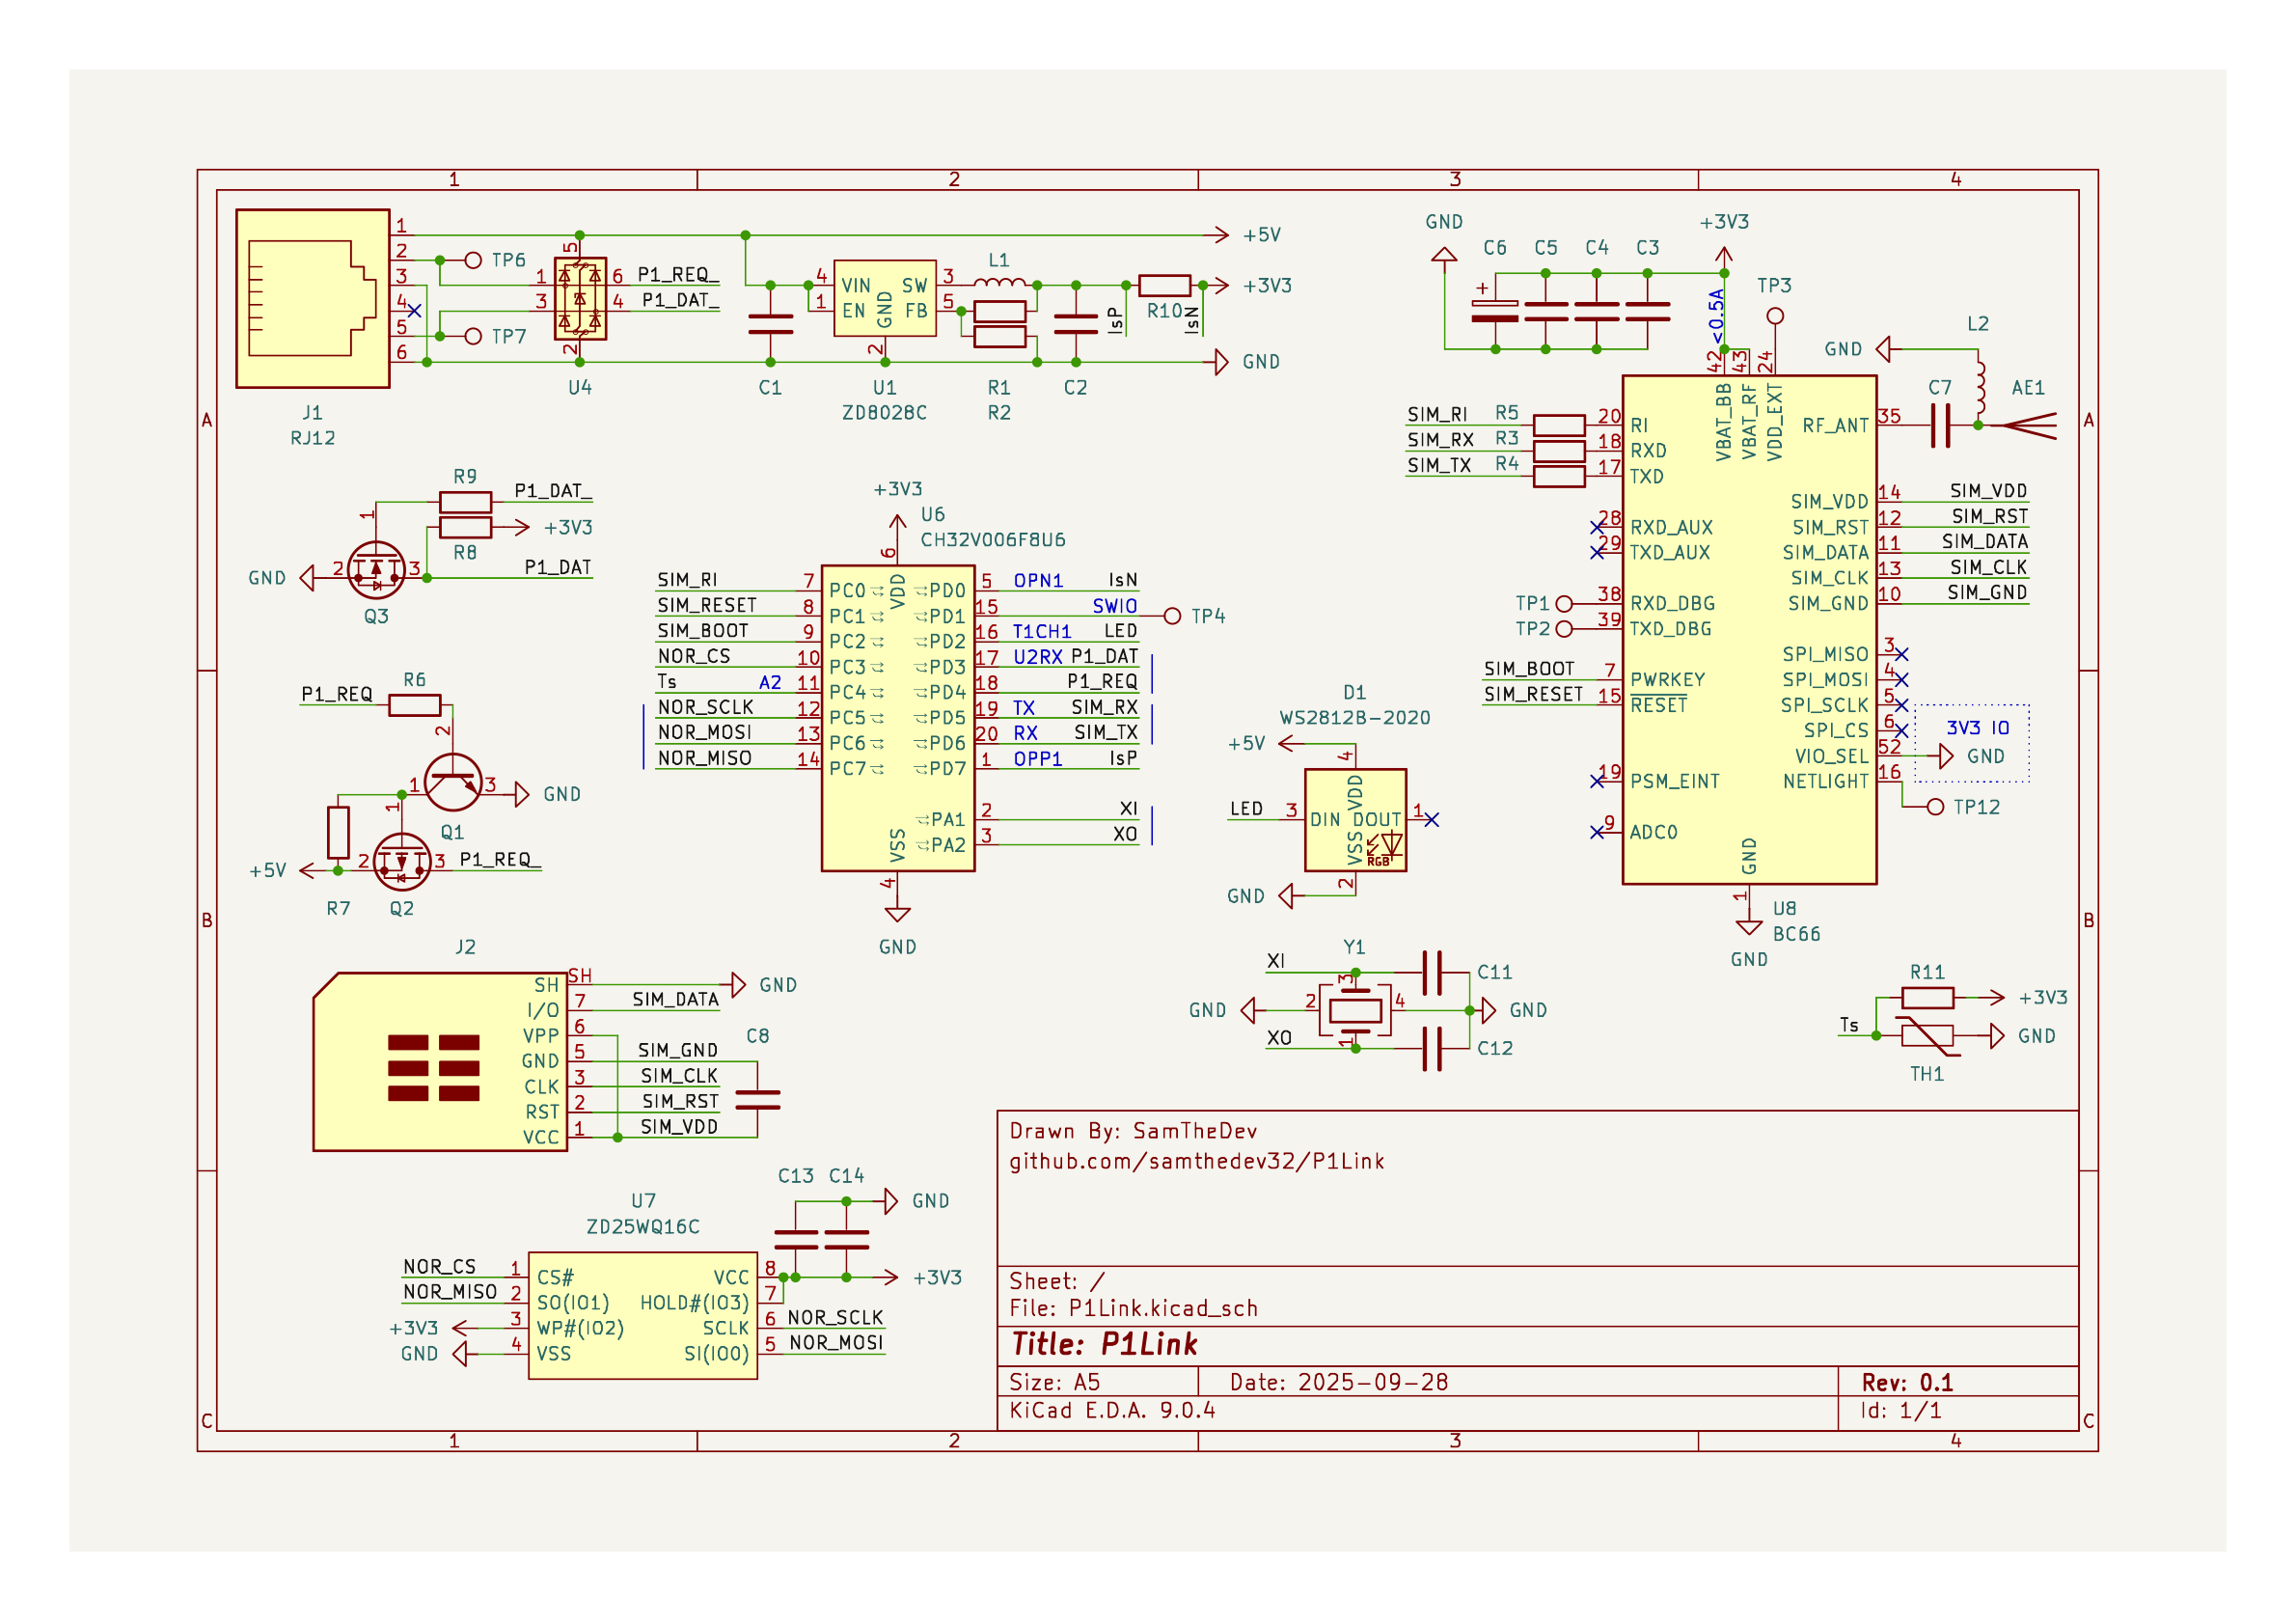 1 2 3 4
A A
B B
C C
1 2 3 4
1
2
3
4
5
6
J1
RJ12
TP6
TP7
5
1 6
3 4
2
U4
P1_REQ_
P1_DAT_
C1
4 VIN SW 3
1 EN FB 5
GND
2
U1
ZD8028C
L1
R1
R2
C2
IsP
R10
IsN
+5V
+3V3
GND
GND
C6 C5 C4 C3
+
+3V3
<0.5A
TP3
42 43 24
VBAT_BB
VBAT_RF
VDD_EXT
SIM_RI R5 20 RI
SIM_RX R3 18 RXD
SIM_TX R4 17 TXD
28 RXD_AUX
29 TXD_AUX
TP1 38 RXD_DBG
TP2 39 TXD_DBG
SIM_BOOT 7 PWRKEY
SIM_RESET 15 RESET
19 PSM_EINT
9 ADC0
RF_ANT 35
SIM_VDD 14 SIM_VDD
SIM_RST 12 SIM_RST
SIM_DATA 11 SIM_DATA
SIM_CLK 13 SIM_CLK
SIM_GND 10 SIM_GND
SPI_MISO 3
SPI_MOSI 4
SPI_SCLK 5
SPI_CS 6
VIO_SEL 52 GND
NETLIGHT 16
3V3 IO
TP12
GND
1
U8
BC66
GND
GND
L2
C7 AE1
R9
P1_DAT_
R8
+3V3
P1_DAT
1
2 3
GND
Q3
P1_REQ
R6
2
1 3
GND
Q1
1
2 3
+5V
P1_REQ_
R7 Q2
+3V3
U6
CH32V006F8U6
6
VDD
SIM_RI 7 PC0
SIM_RESET 8 PC1
SIM_BOOT 9 PC2
NOR_CS 10 PC3
Ts A2 11 PC4
NOR_SCLK 12 PC5
NOR_MOSI 13 PC6
NOR_MISO 14 PC7
PD0 5 OPN1 IsN
PD1 15 SWIO TP4
PD2 16 T1CH1 LED
PD3 17 U2RX P1_DAT
PD4 18 P1_REQ
PD5 19 TX SIM_RX
PD6 20 RX SIM_TX
PD7 1 OPP1 IsP
PA1 2 XI
PA2 3 XO
VSS
4
GND
D1
WS2812B-2020
+5V
4
VDD
LED 3 DIN DOUT 1
VSS
RGB
2
GND
J2
SH SH GND
I/O 7 SIM_DATA
VPP 6
GND 5 SIM_GND
CLK 3 SIM_CLK
RST 2 SIM_RST
VCC 1 SIM_VDD
C8
Y1
XI 3 C11
GND 2 4 GND
XO 1 C12
R11
+3V3
Ts
GND
TH1
U7
ZD25WQ16C
C13 C14
GND
+3V3
NOR_CS 1 CS# VCC 8
NOR_MISO 2 SO(IO1) HOLD#(IO3) 7
+3V3 3 WP#(IO2) SCLK 6 NOR_SCLK
GND 4 VSS SI(IO0) 5 NOR_MOSI
Drawn By: SamTheDev
github.com/samthedev32/P1Link
Sheet: /
File: P1Link.kicad_sch
Title: P1Link
Size: A5 Date: 2025-09-28 Rev: 0.1
KiCad E.D.A. 9.0.4 Id: 1/1